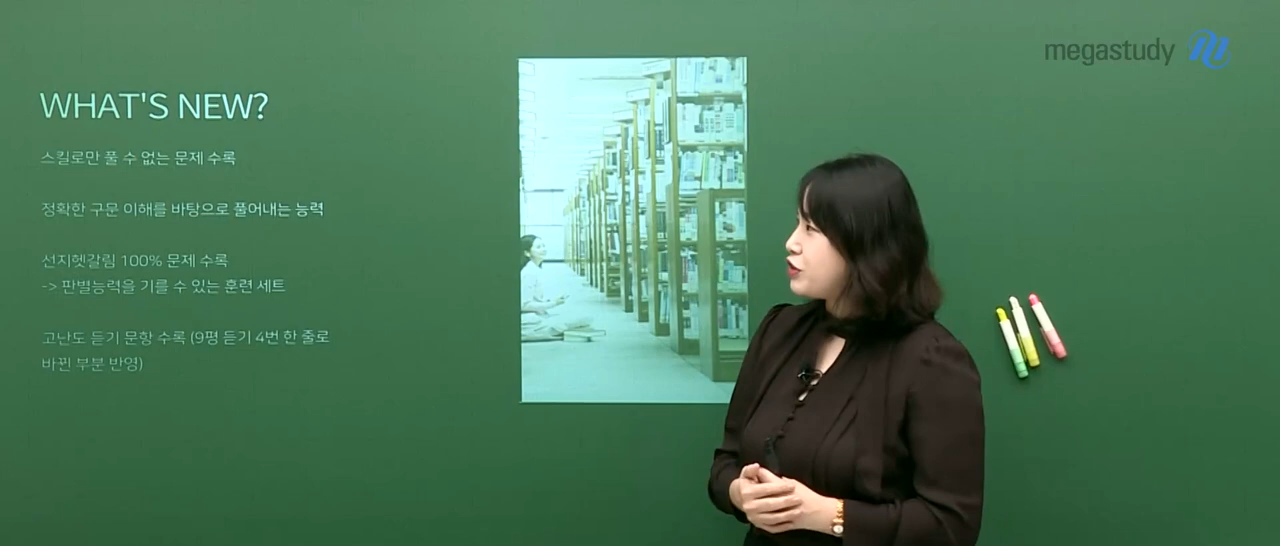 megastudy
WHAT'S NEW?
스킬로만 풀 수 없는 문제 수록
정확한 구문 이해를 바탕으로 풀어내는 능력
선지헷갈림 100% 문제 수록
-> 판별능력을 기를 수 있는 훈련 세트
고난도 듣기 문항 수록 (9평 듣기 4번 한 줄로
바뀐 부분 반영)